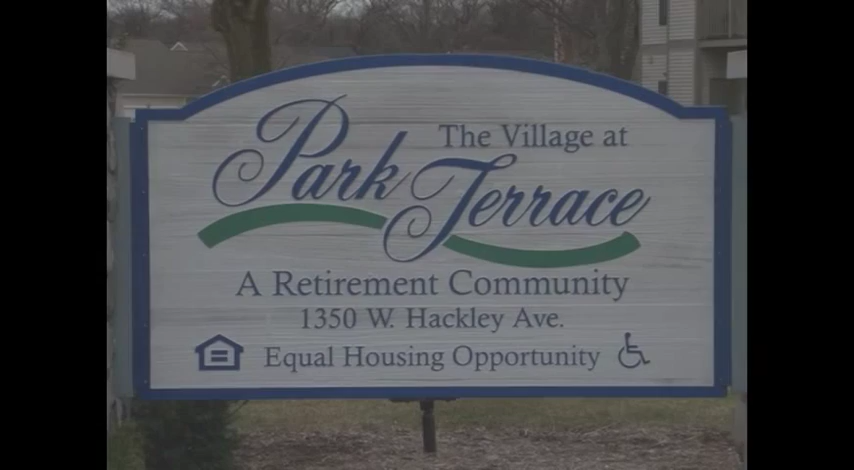 The Village at
Park Terrace
A Retirement Community
1350 W. Hackley Ave.
Equal Housing Opportunity